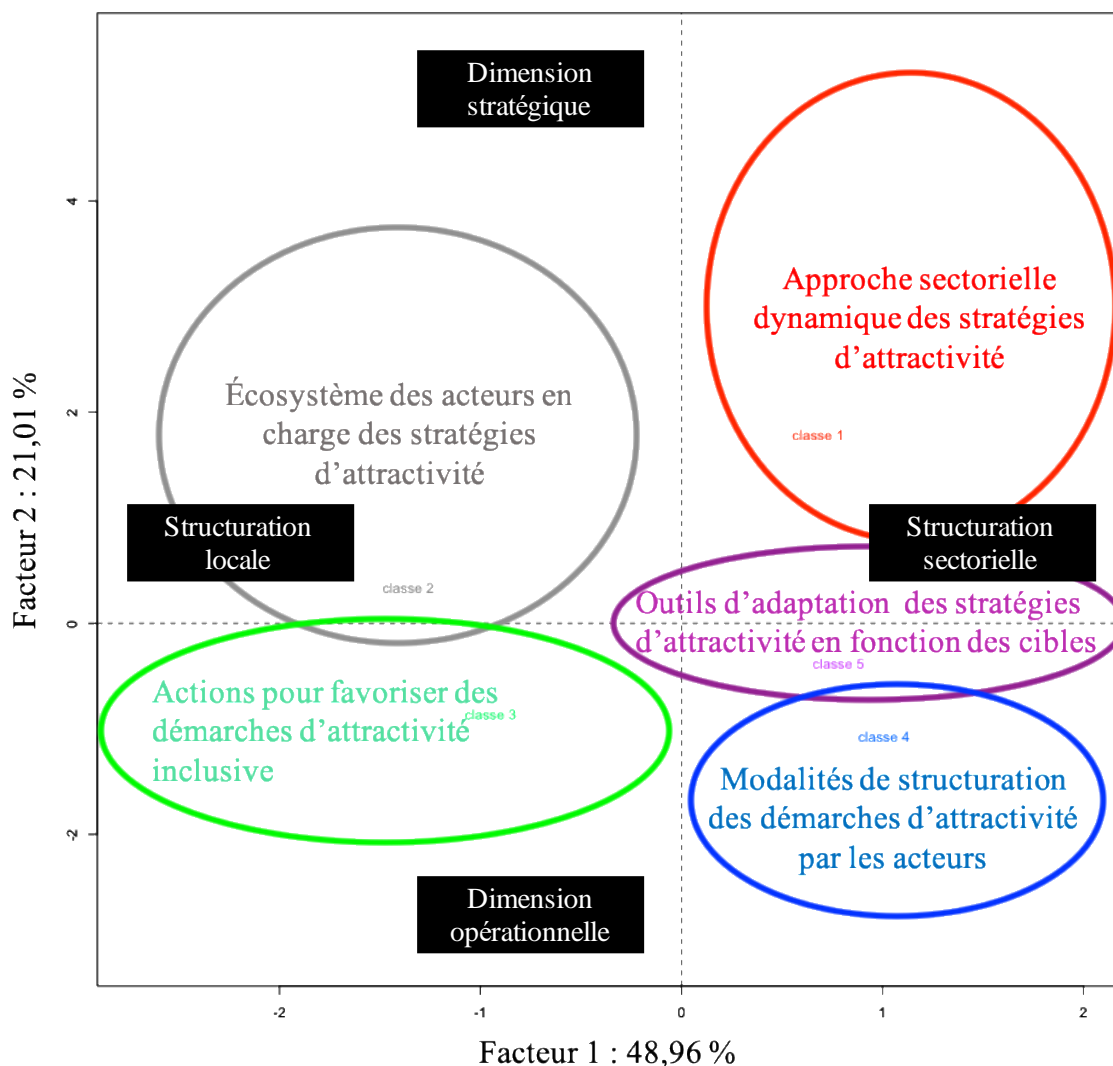 Dimension
stratégique
4
Approche sectorielle
dynamique des stratégies
d’attractivité
Écosystème des acteurs en
charge des stratégies
d’attractivité
2
classe 1
Facteur 2 : 21,01 %
Structuration
locale
Structuration
sectorielle
classe 2
Outils d’adaptation des stratégies
d’attractivité en fonction des cibles
0
classe 5
Actions pour favoriser des
démarches d’attractivité
inclusive
classe 3
classe 4
Modalités de structuration
des démarches d’attractivité
par les acteurs
-2
Dimension
opérationnelle
-2
-1
0
1
2
Facteur 1 : 48,96 %